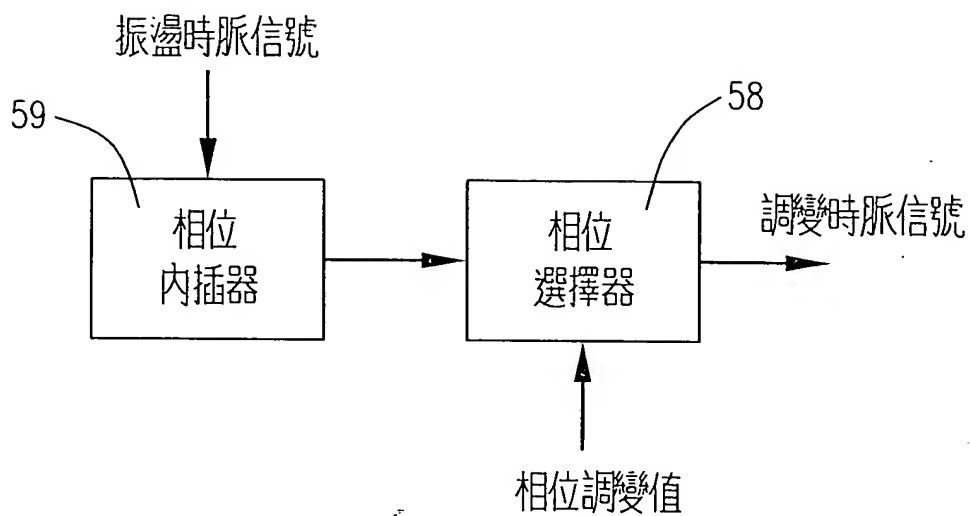 振盪時脈信號
59
58
相位
內插器
相位
選擇器
調變時脈信號
相位調變值